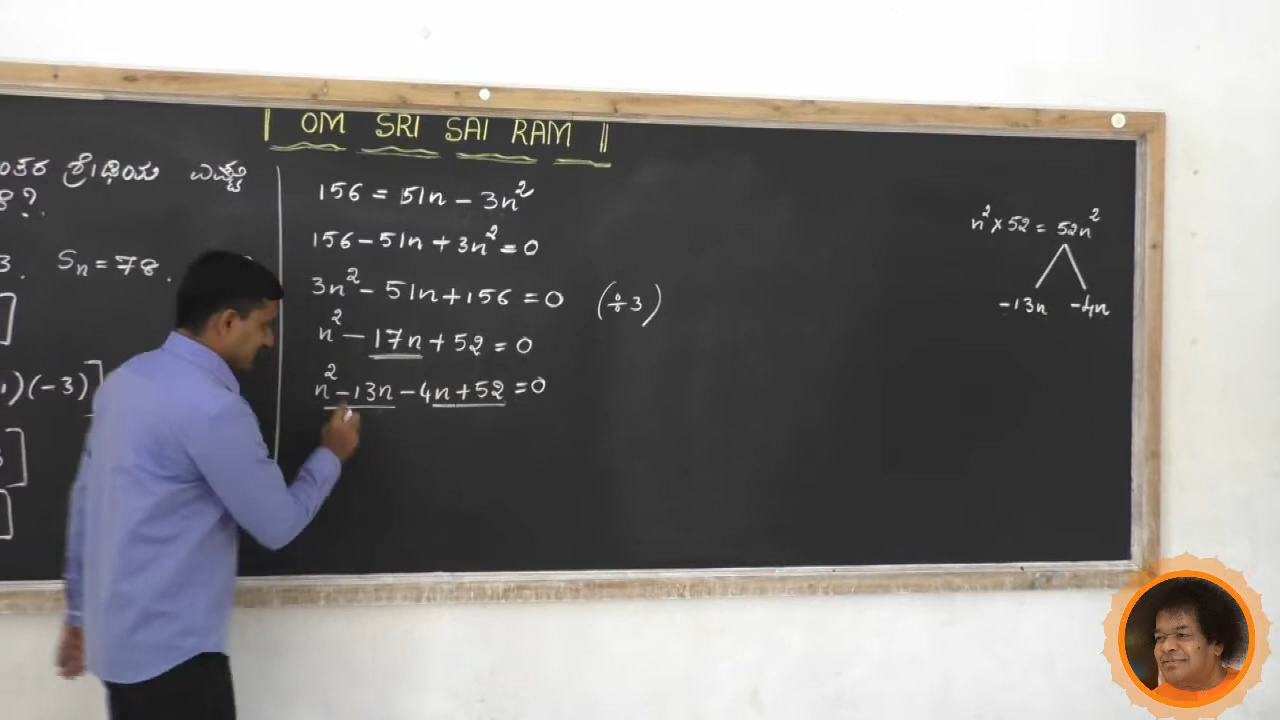 || OM SRI SAI RAM ||
ಶ್ರೇಢಿಯ ಎಷ್ಟು
8?
3. Sn = 78.
]
1)(-3)]
]
]
156 = 51n - 3n²
156 - 51n + 3n² = 0
3n² - 51n + 156 = 0 (÷3)
n² - 17n + 52 = 0
n² - 13n - 4n + 52 = 0
n² × 52 = 52n²
-13n -4n